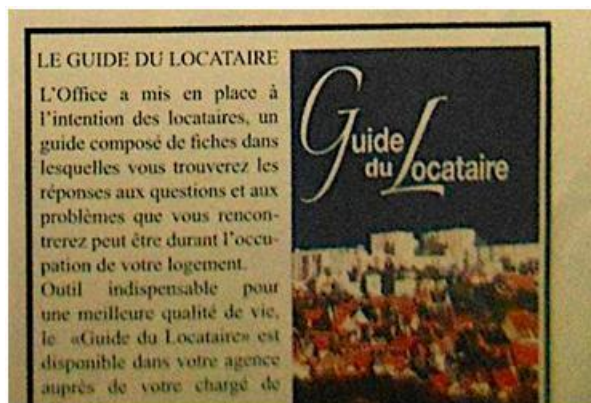 LE GUIDE DU LOCATAIRE
L'Office a mis en place à
l'intention des locataires, un
guide composé de fiches dans
lesquelles vous trouverez les
réponses aux questions et aux
problèmes que vous rencon-
trerez peut être durant l'occu-
pation de votre logement.
Outil indispensable pour
une meilleure qualité de vie,
le «Guide du Locataire» est
disponible dans votre agence
auprès de votre chargé de
Guide
du Locataire